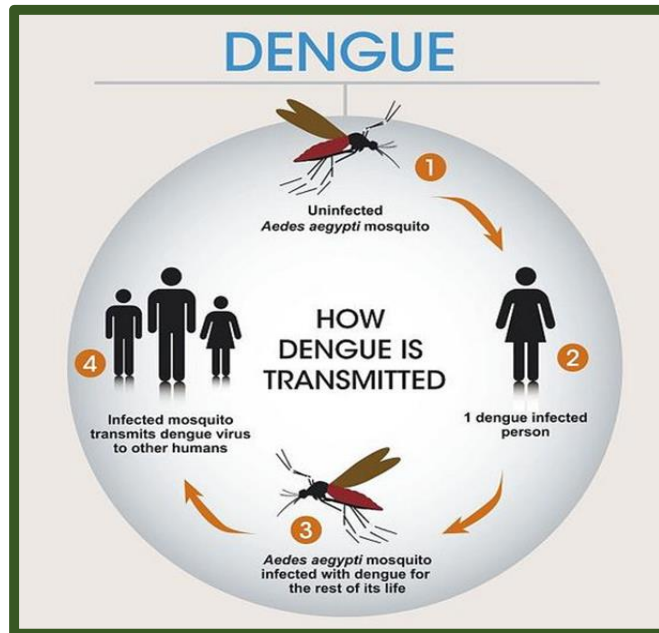 DENGUE
1
Uninfected
Aedes aegypti mosquito
2
1 dengue infected
person
3
Aedes aegypti mosquito
infected with dengue for
the rest of its life
4
Infected mosquito
transmits dengue virus
to other humans
HOW
DENGUE IS
TRANSMITTED